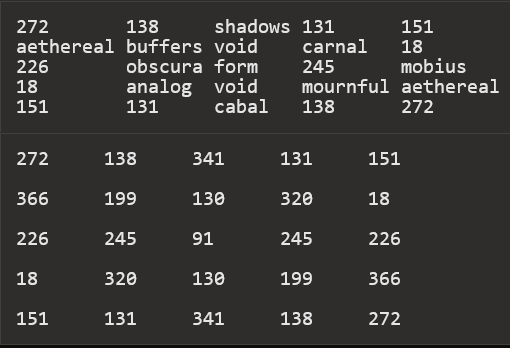 272 138 shadows 131 151
aethereal buffers void carnal 18
226 obscura form 245 mobius
18 analog void mournful aethereal
151 131 cabal 138 272
272 138 341 131 151
366 199 130 320 18
226 245 91 245 226
18 320 130 199 366
151 131 341 138 272